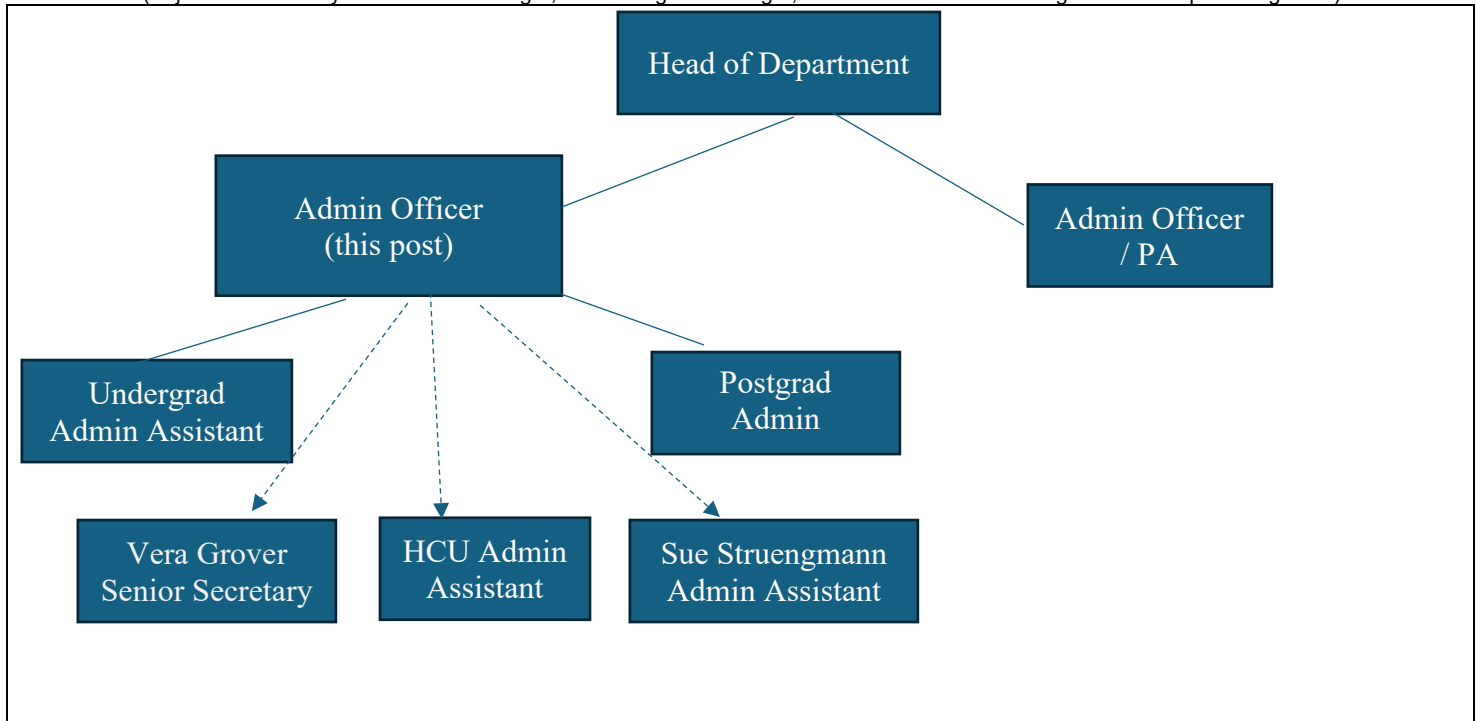 Head of Department
Admin Officer
(this post)
Admin Officer
/ PA
Undergrad
Admin Assistant
Postgrad
Admin
Vera Grover
Senior Secretary
HCU Admin
Assistant
Sue Struengmann
Admin Assistant